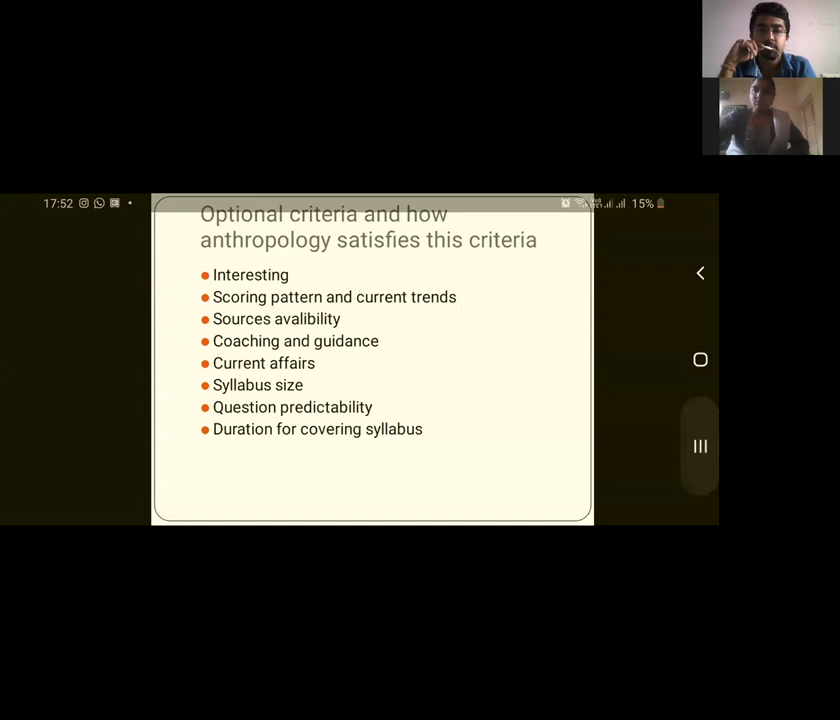 17:52
15%
Optional criteria and how
anthropology satisfies this criteria
Interesting
Scoring pattern and current trends
Sources avalibility
Coaching and guidance
Current affairs
Syllabus size
Question predictability
Duration for covering syllabus